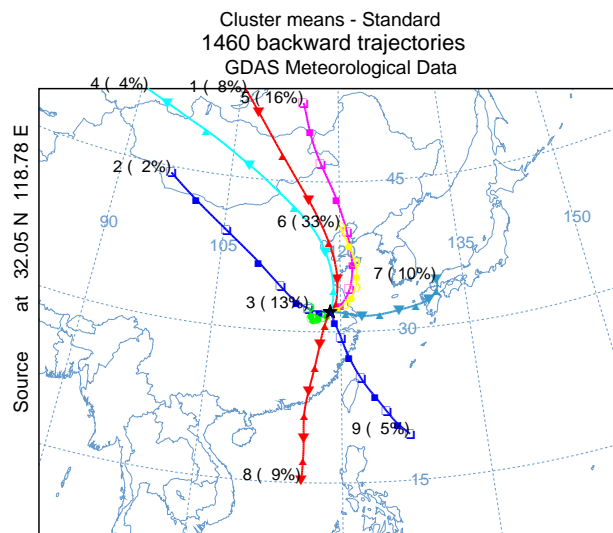 Cluster means - Standard
1460 backward trajectories
GDAS Meteorological Data
Source at 32.05 N 118.78 E
4 ( 4%)
1 ( 8%)
5 ( 16%)
2 ( 2%)
45
150
90
6 ( 33%)
105
135
7 ( 10%)
3 ( 13%)
30
9 ( 5%)
8 ( 9%)
15